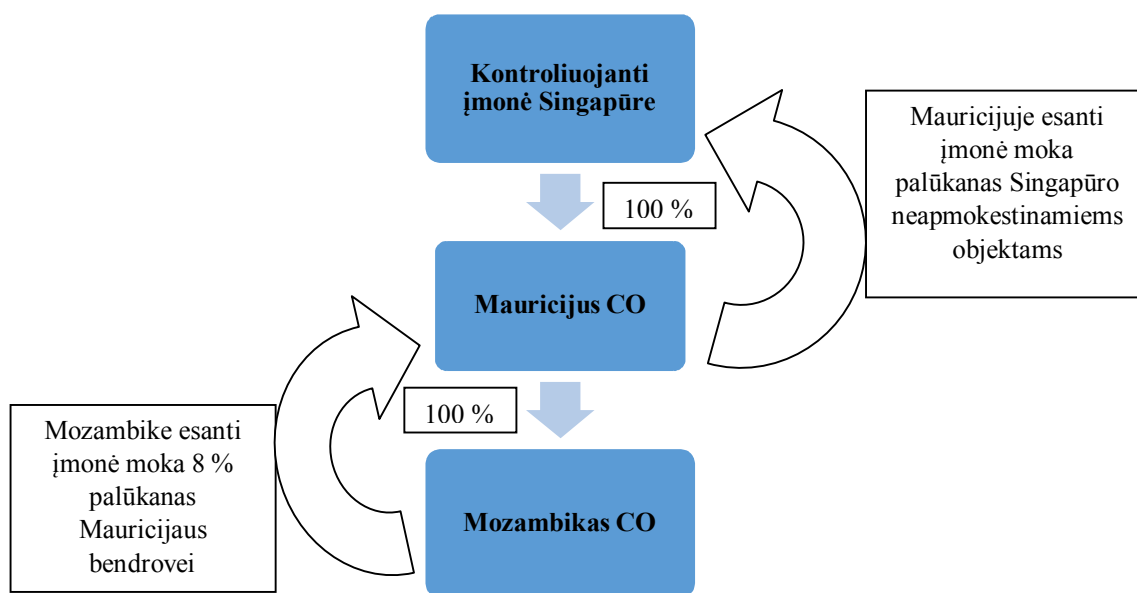 Kontroliuojanti
įmonė Singapūre
Mauricijuje esanti
įmonė moka
palūkanas Singapūro
neapmokestinamiems
objektams
100 %
Mauricijus CO
100 %
Mozambike esanti
įmonė moka 8 %
palūkanas
Mauricijaus
bendrovei
Mozambikas CO